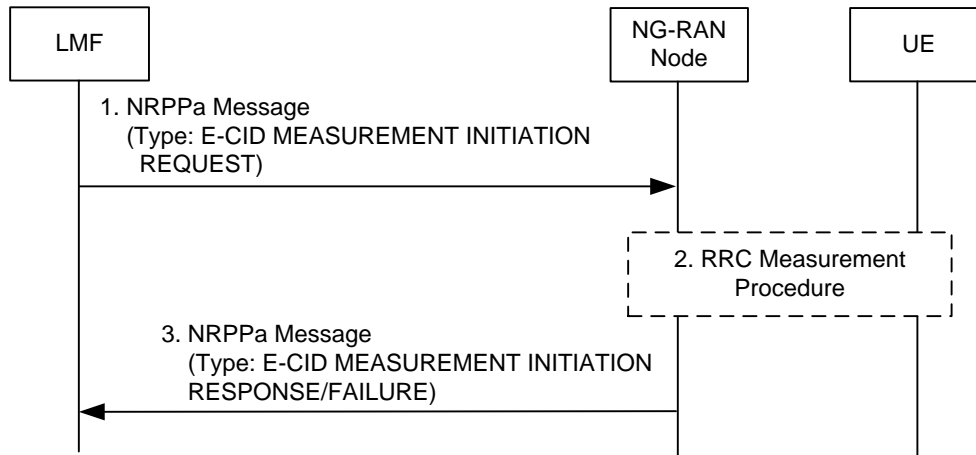 LMF
NG-RAN
Node
UE
1. NRPPa Message
(Type: E-CID MEASUREMENT INITIATION
REQUEST)
2. RRC Measurement
Procedure
3. NRPPa Message
(Type: E-CID MEASUREMENT INITIATION
RESPONSE/FAILURE)